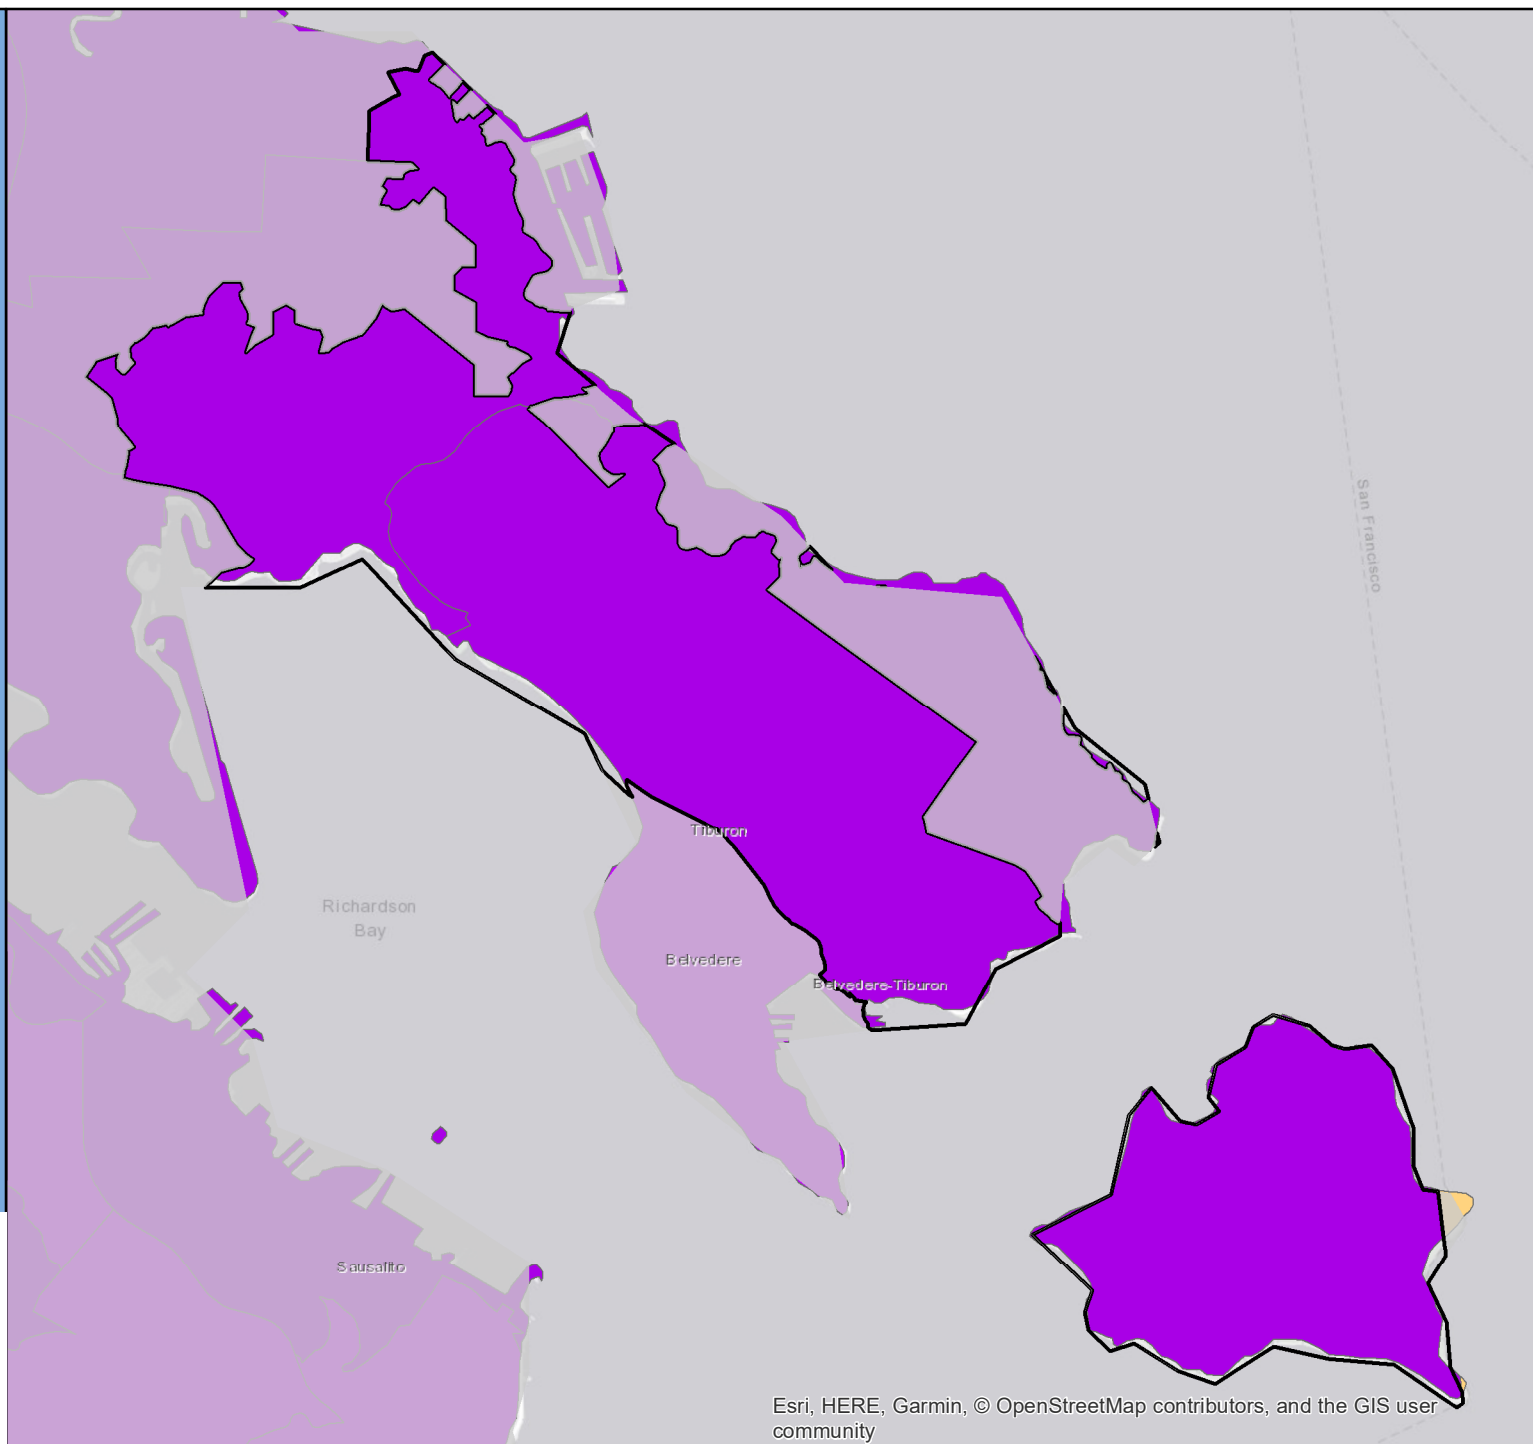 San Francisco
Tiburon
Richardson
Bay
Belvedere
Belvedere-Tiburon
Sausalito
Esri, HERE, Garmin, © OpenStreetMap contributors, and the GIS user
community